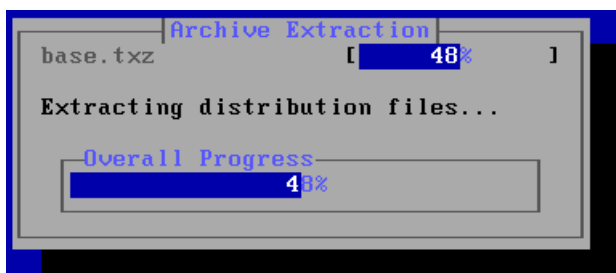 Archive Extraction
base.txz [ 48% ]
Extracting distribution files...
Overall Progress
48%